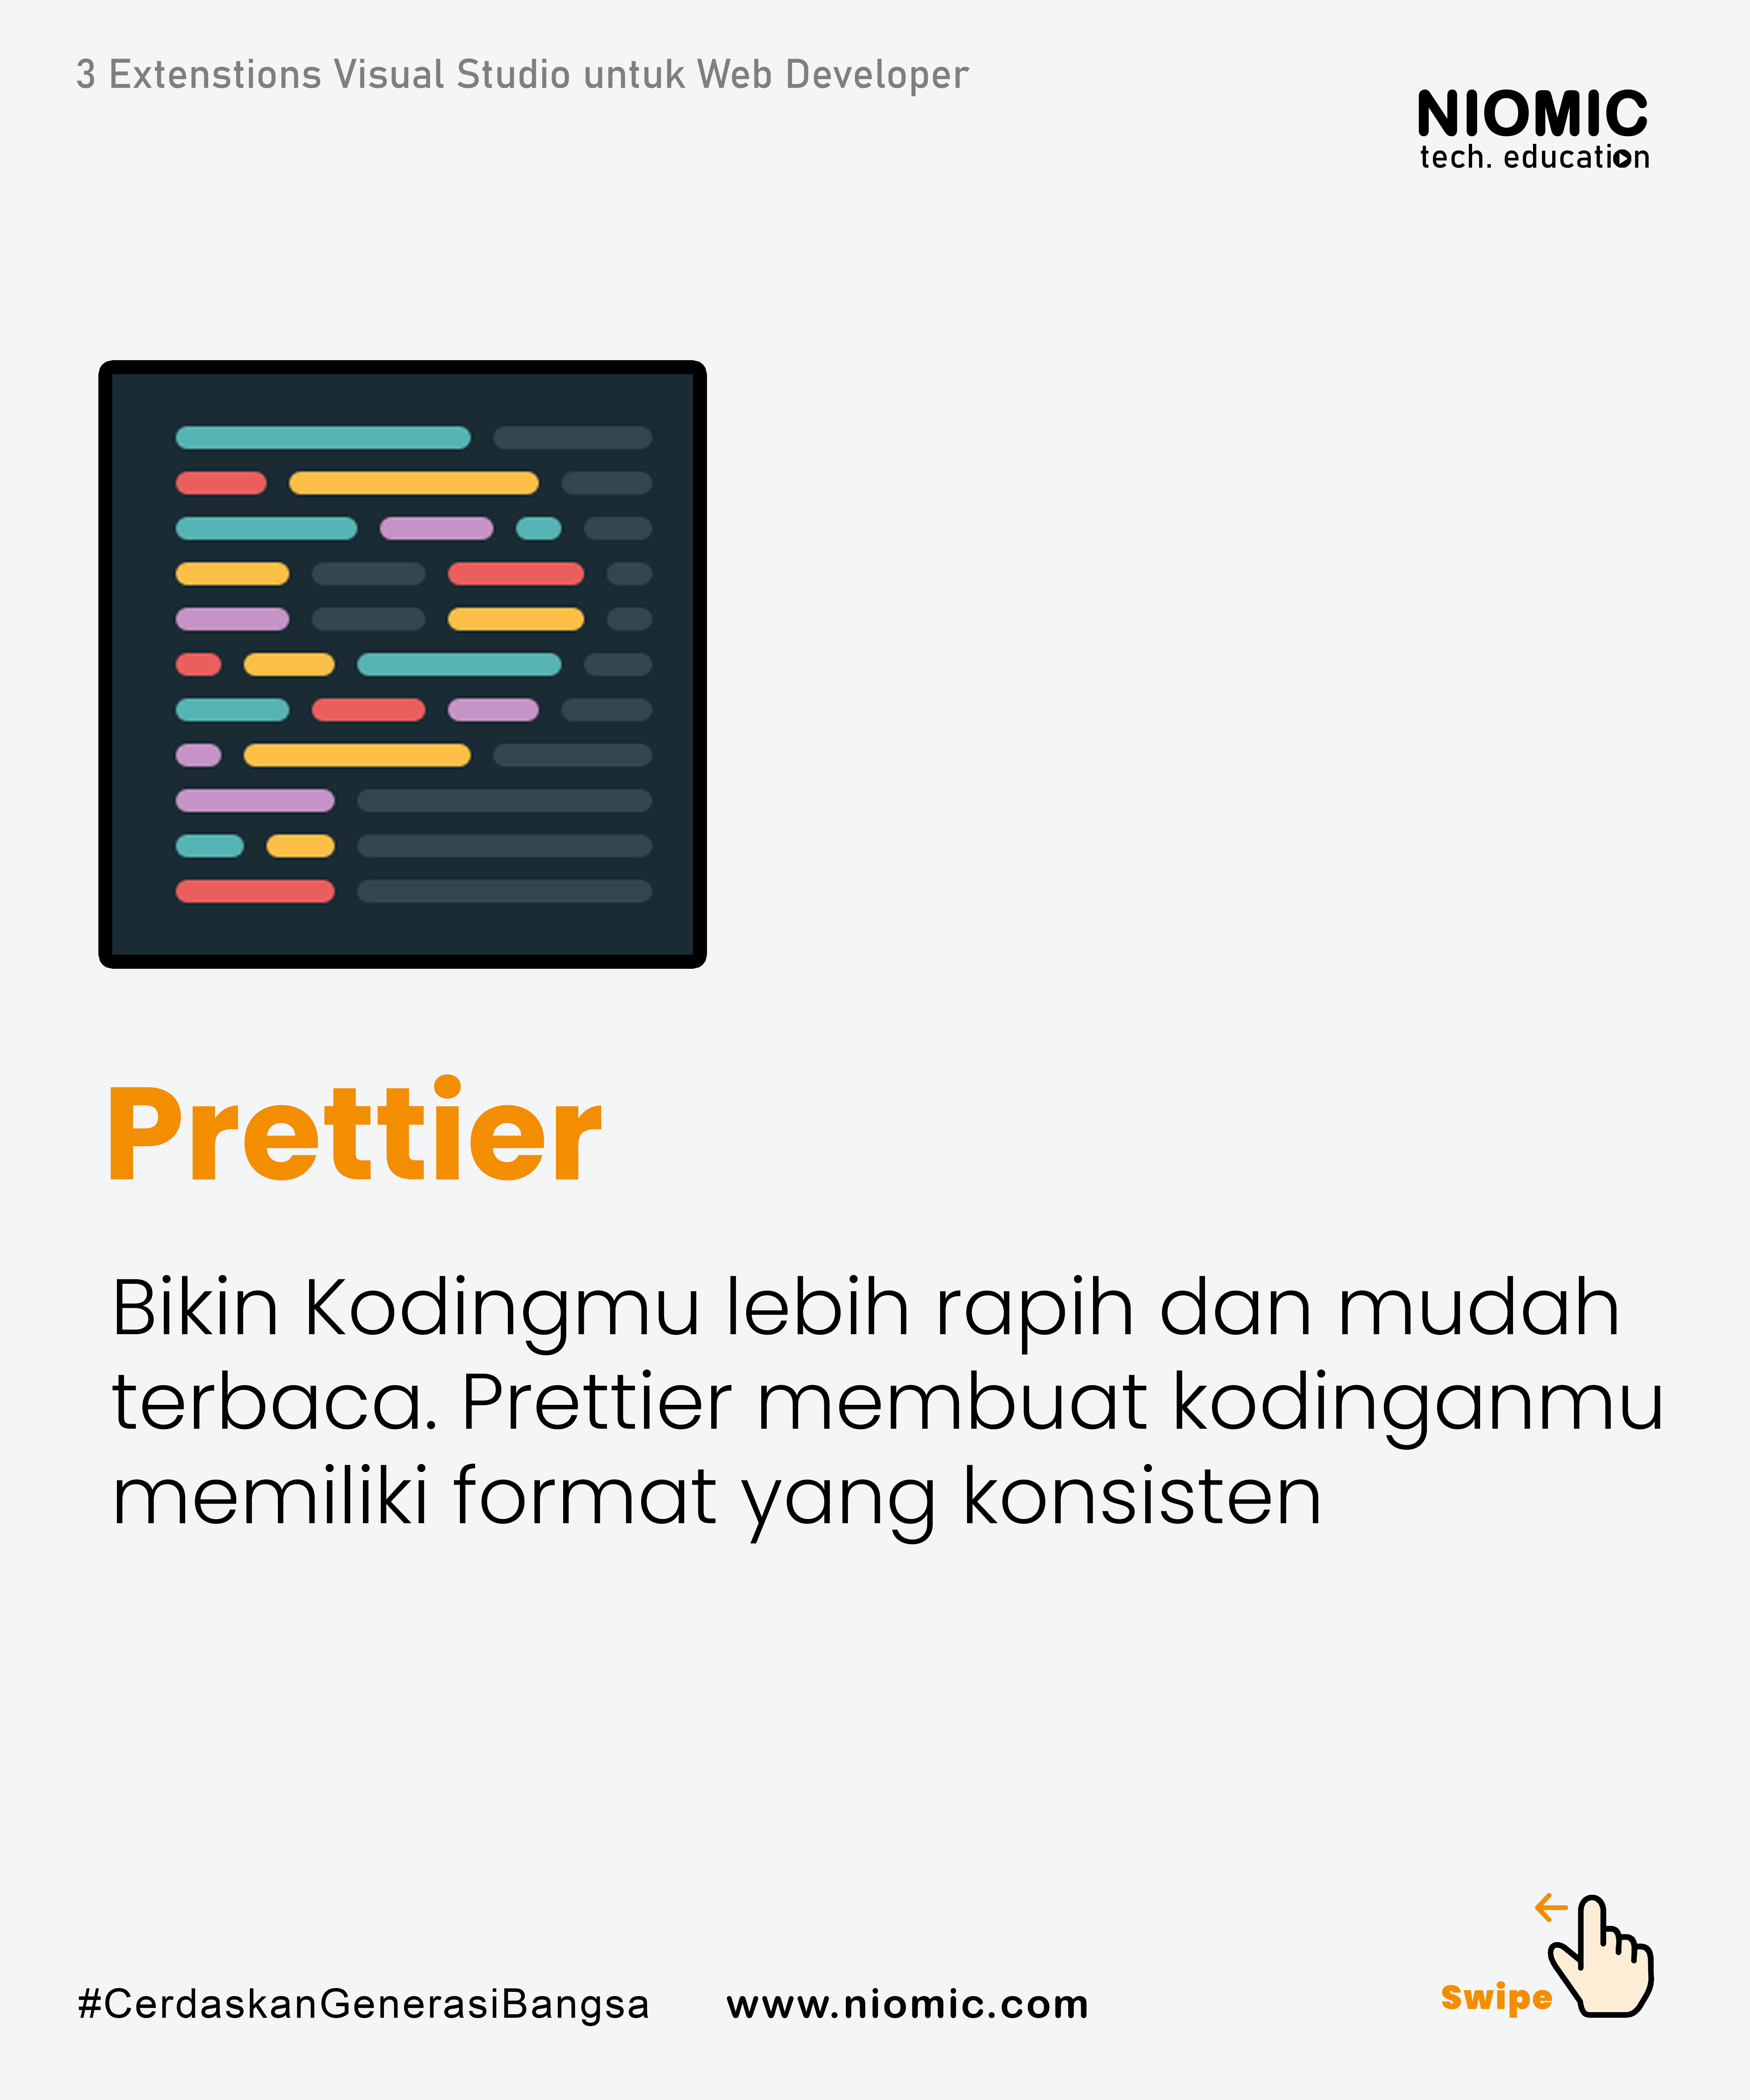 3 Extenstions Visual Studio untuk Web Developer
NIOMIC
tech. education
Prettier
Bikin Kodingmu lebih rapih dan mudah
terbaca. Prettier membuat kodinganmu
memiliki format yang konsisten
#CerdaskanGenerasiBangsa
www.niomic.com
Swipe